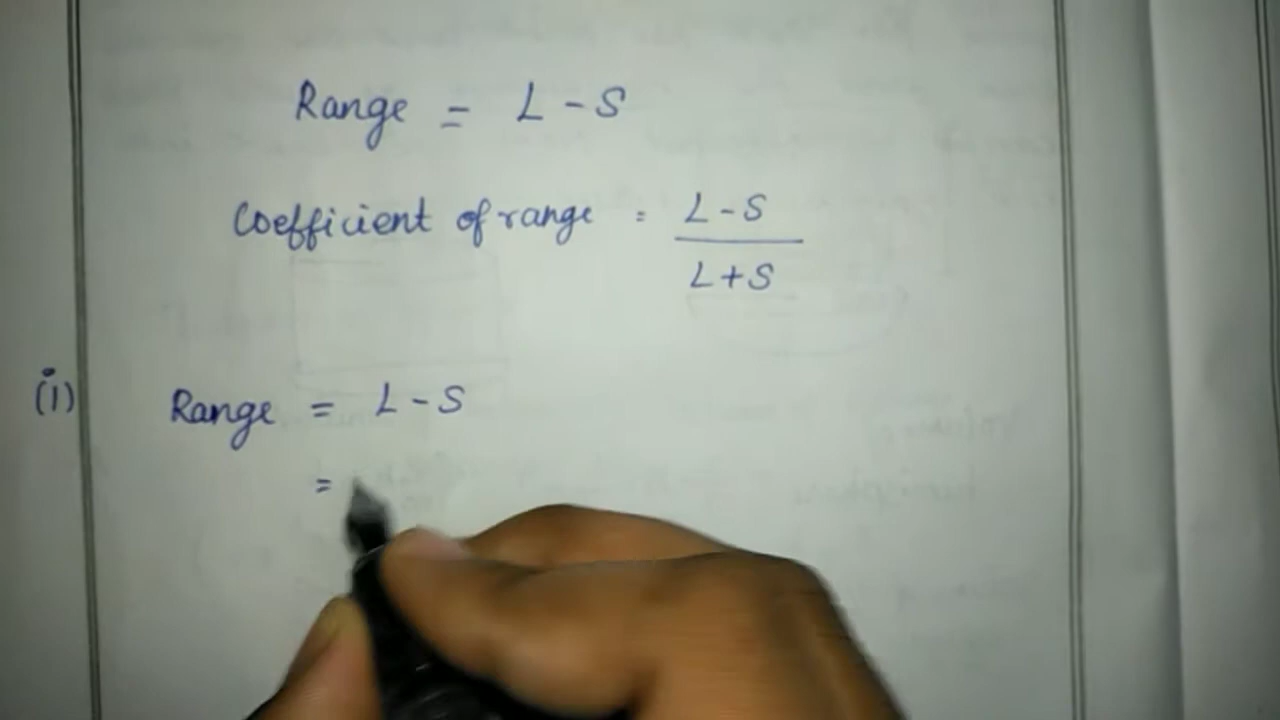 Range = L - S
Coefficient of range = L - S
L + S
(i) Range = L - S
=